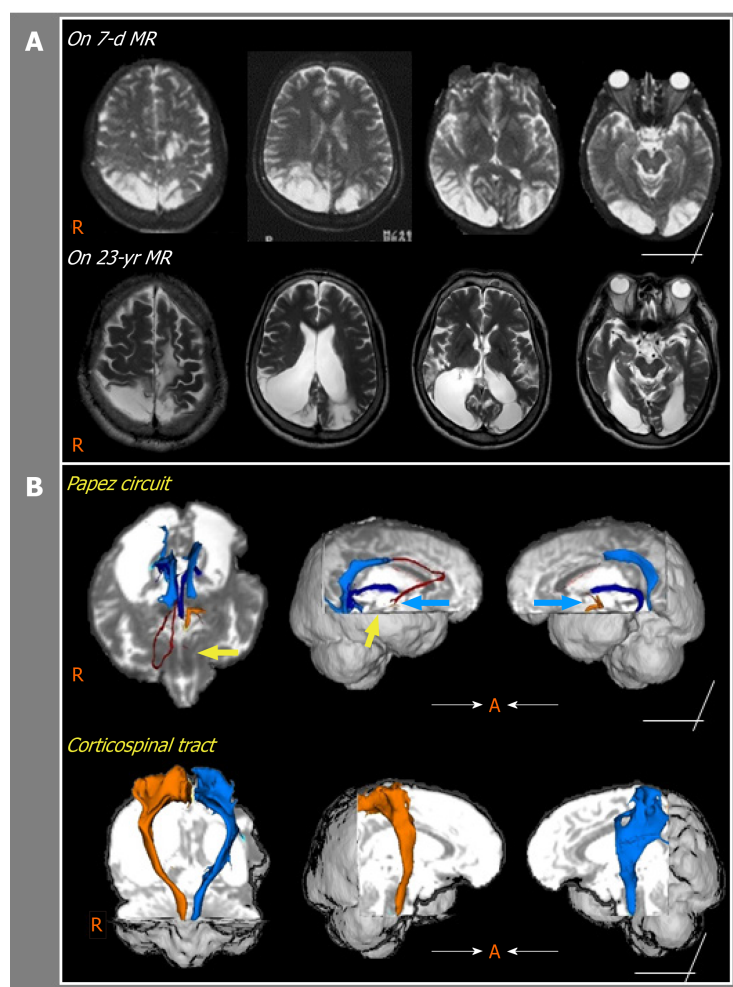 A
On 7-d MR
R
On 23-yr MR
R
B
Papez circuit
R
A
Corticospinal tract
R
A